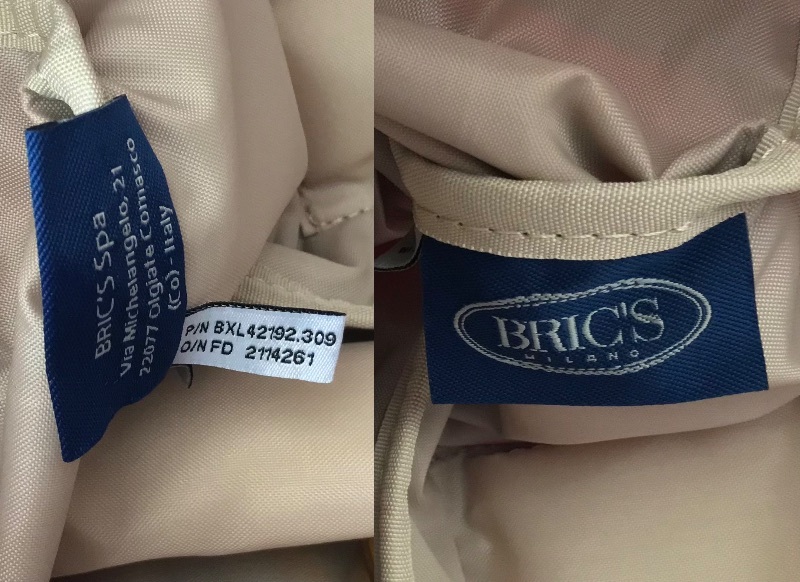 BRIC'S Spa
Via Michelangelo, 21
22077 Olgiate Comasco
(Co) - Italy
P/N BXL42192.309
O/N FD 2114261
BRIC'S
MILANO